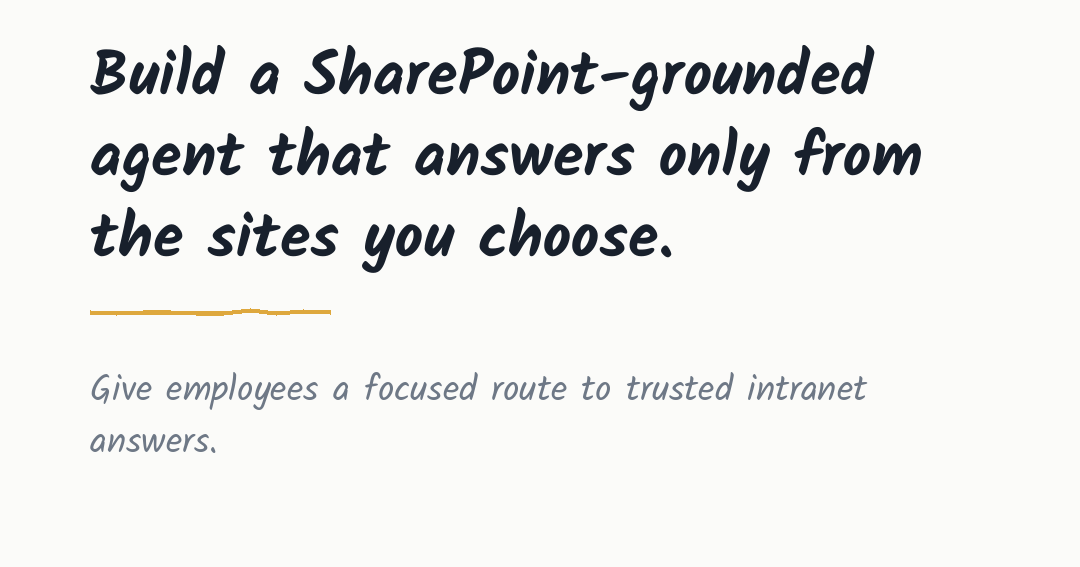 Build a SharePoint-grounded
agent that answers only from
the sites you choose.
Give employees a focused route to trusted intranet
answers.